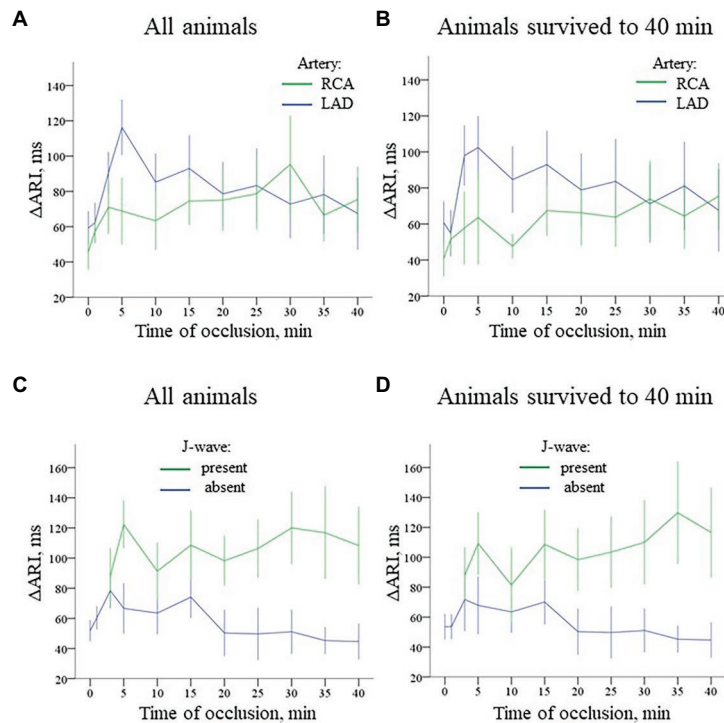 A
All animals
Artery:
RCA
LAD
140
120
100
80
60
40
20
ΔARI, ms
0 5 10 15 20 25 30 35 40
Time of occlusion, min
B
Animals survived to 40 min
Artery:
RCA
LAD
140
120
100
80
60
40
20
ΔARI, ms
0 5 10 15 20 25 30 35 40
Time of occlusion, min
C
All animals
J-wave:
present
absent
160
140
120
100
80
60
40
20
ΔARI, ms
0 5 10 15 20 25 30 35 40
Time of occlusion, min
D
Animals survived to 40 min
J-wave:
present
absent
160
140
120
100
80
60
40
20
ΔARI, ms
0 5 10 15 20 25 30 35 40
Time of occlusion, min